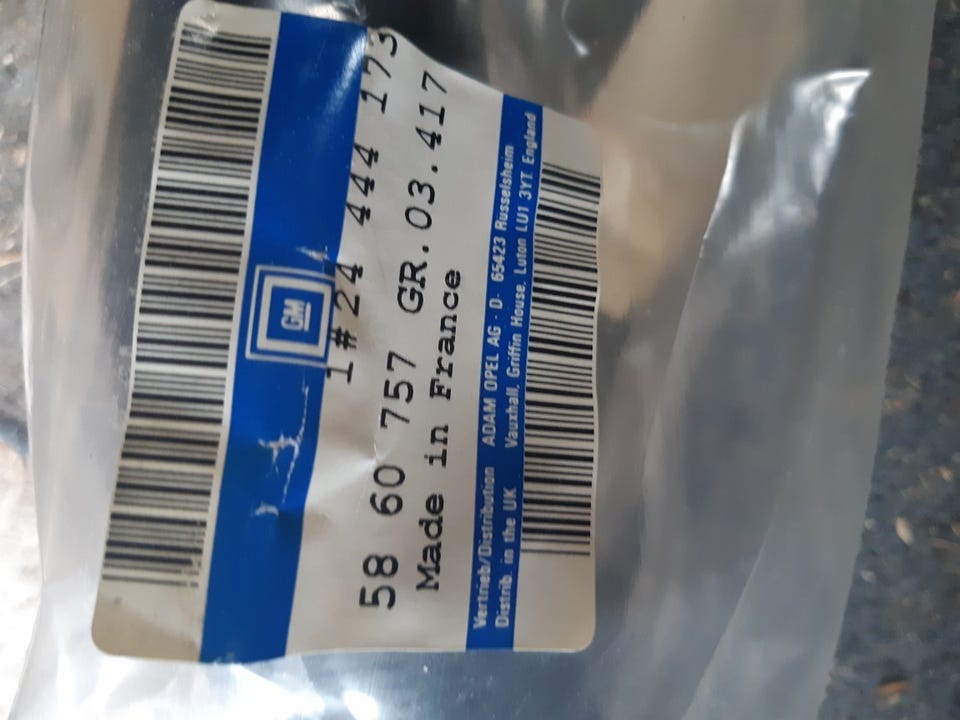 GM
1#24 444 173
58 60 757 GR.03.417
Made in France
Vertrieb/Distribution ADAM OPEL AG - D- 65423 Russelsheim
Distrib. in the UK Vauxhall, Griffin House, Luton LU1 3YT England